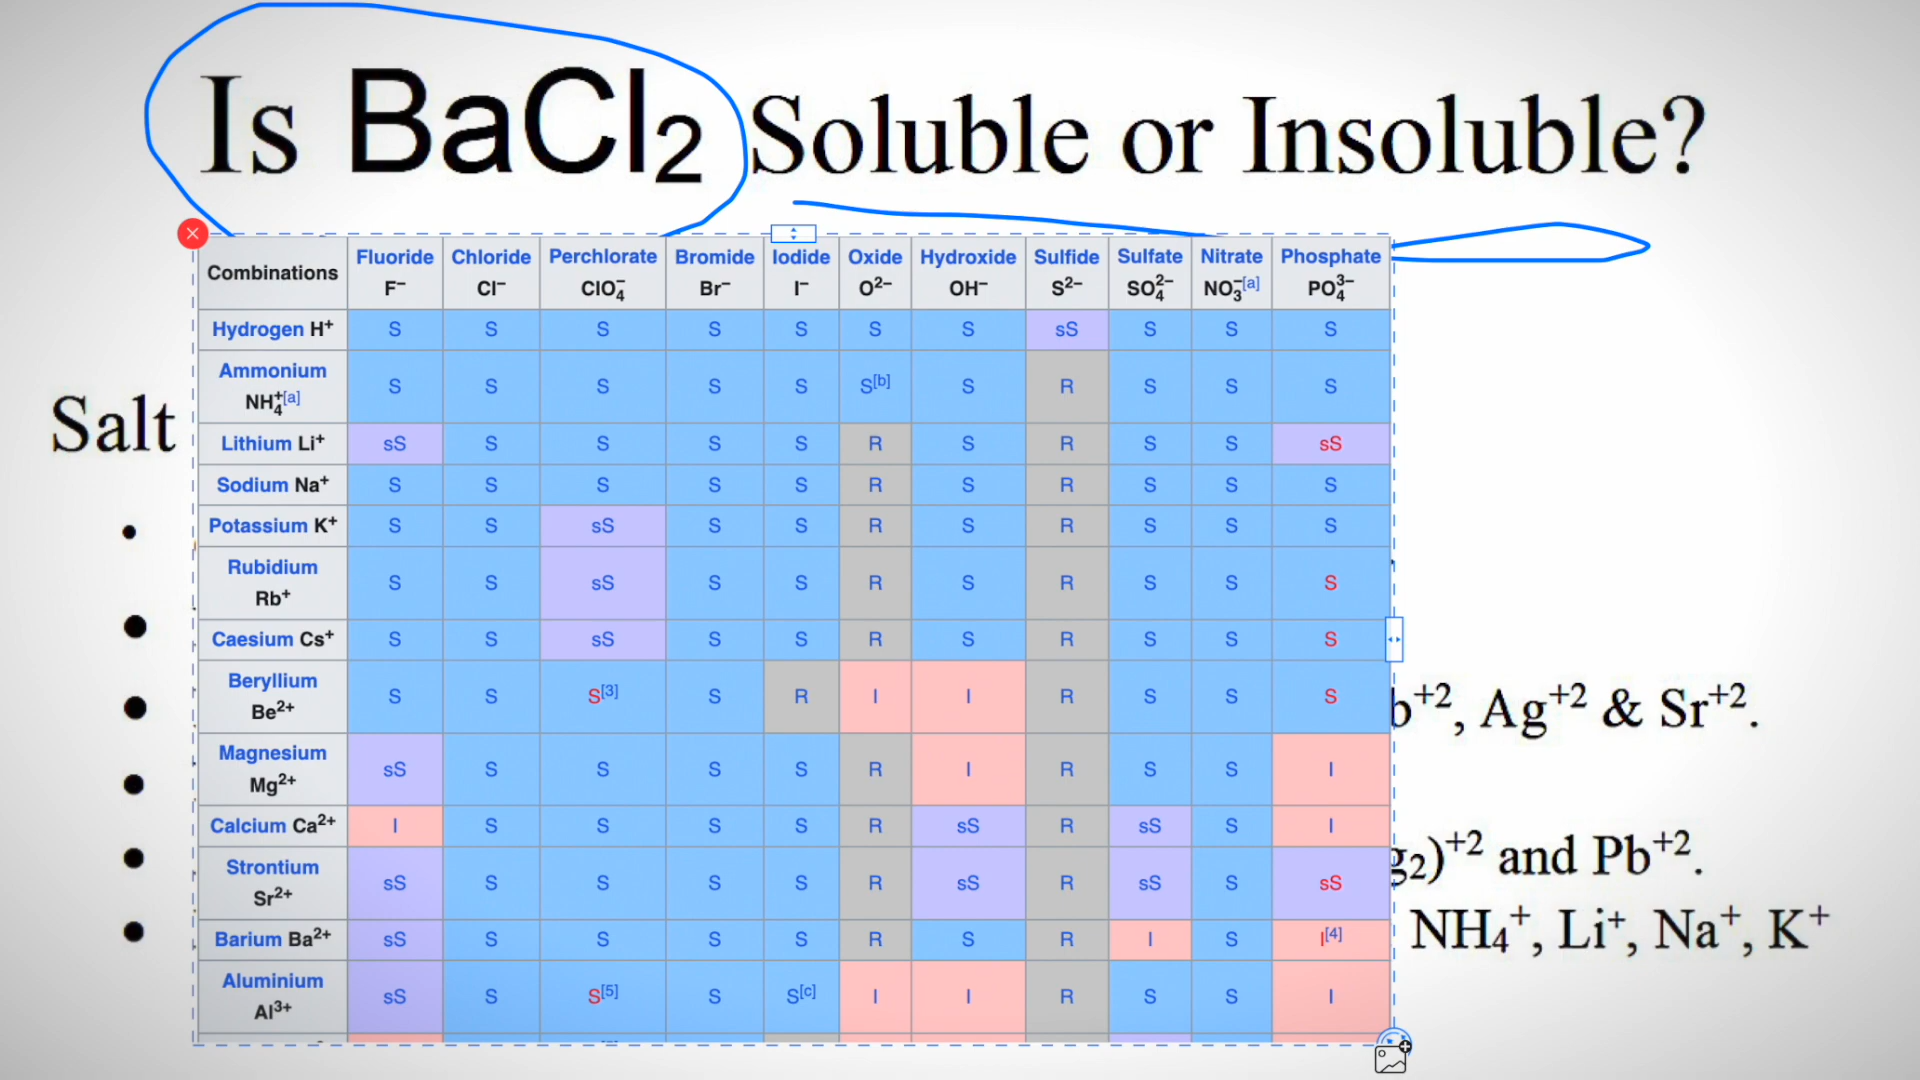 Is BaCl₂ Soluble or Insoluble?
Combinations Fluoride F⁻ Chloride Cl⁻ Perchlorate ClO₄⁻ Bromide Br⁻ Iodide I⁻ Oxide O²⁻ Hydroxide OH⁻ Sulfide S²⁻ Sulfate SO₄²⁻ Nitrate NO₃⁻[a] Phosphate PO₄³⁻
Hydrogen H⁺ S S S S S S S sS S S S
Ammonium NH₄⁺[a] S S S S S S[b] S R S S S
Lithium Li⁺ sS S S S S R S R S S sS
Sodium Na⁺ S S S S S R S R S S S
Potassium K⁺ S S sS S S R S R S S S
Rubidium Rb⁺ S S sS S S R S R S S S
Caesium Cs⁺ S S sS S S R S R S S S
Beryllium Be²⁺ S S S[3] S R I I R S S S
Magnesium Mg²⁺ sS S S S S R I R S S I
Calcium Ca²⁺ I S S S S R sS R sS S I
Strontium Sr²⁺ sS S S S S R sS R sS S sS
Barium Ba²⁺ sS S S S S R S R I S I[4]
Aluminium Al³⁺ sS S S[5] S S[c] I I R S S I
Salt
b⁺², Ag⁺² & Sr⁺².
g₂)⁺² and Pb⁺².
NH₄⁺, Li⁺, Na⁺, K⁺